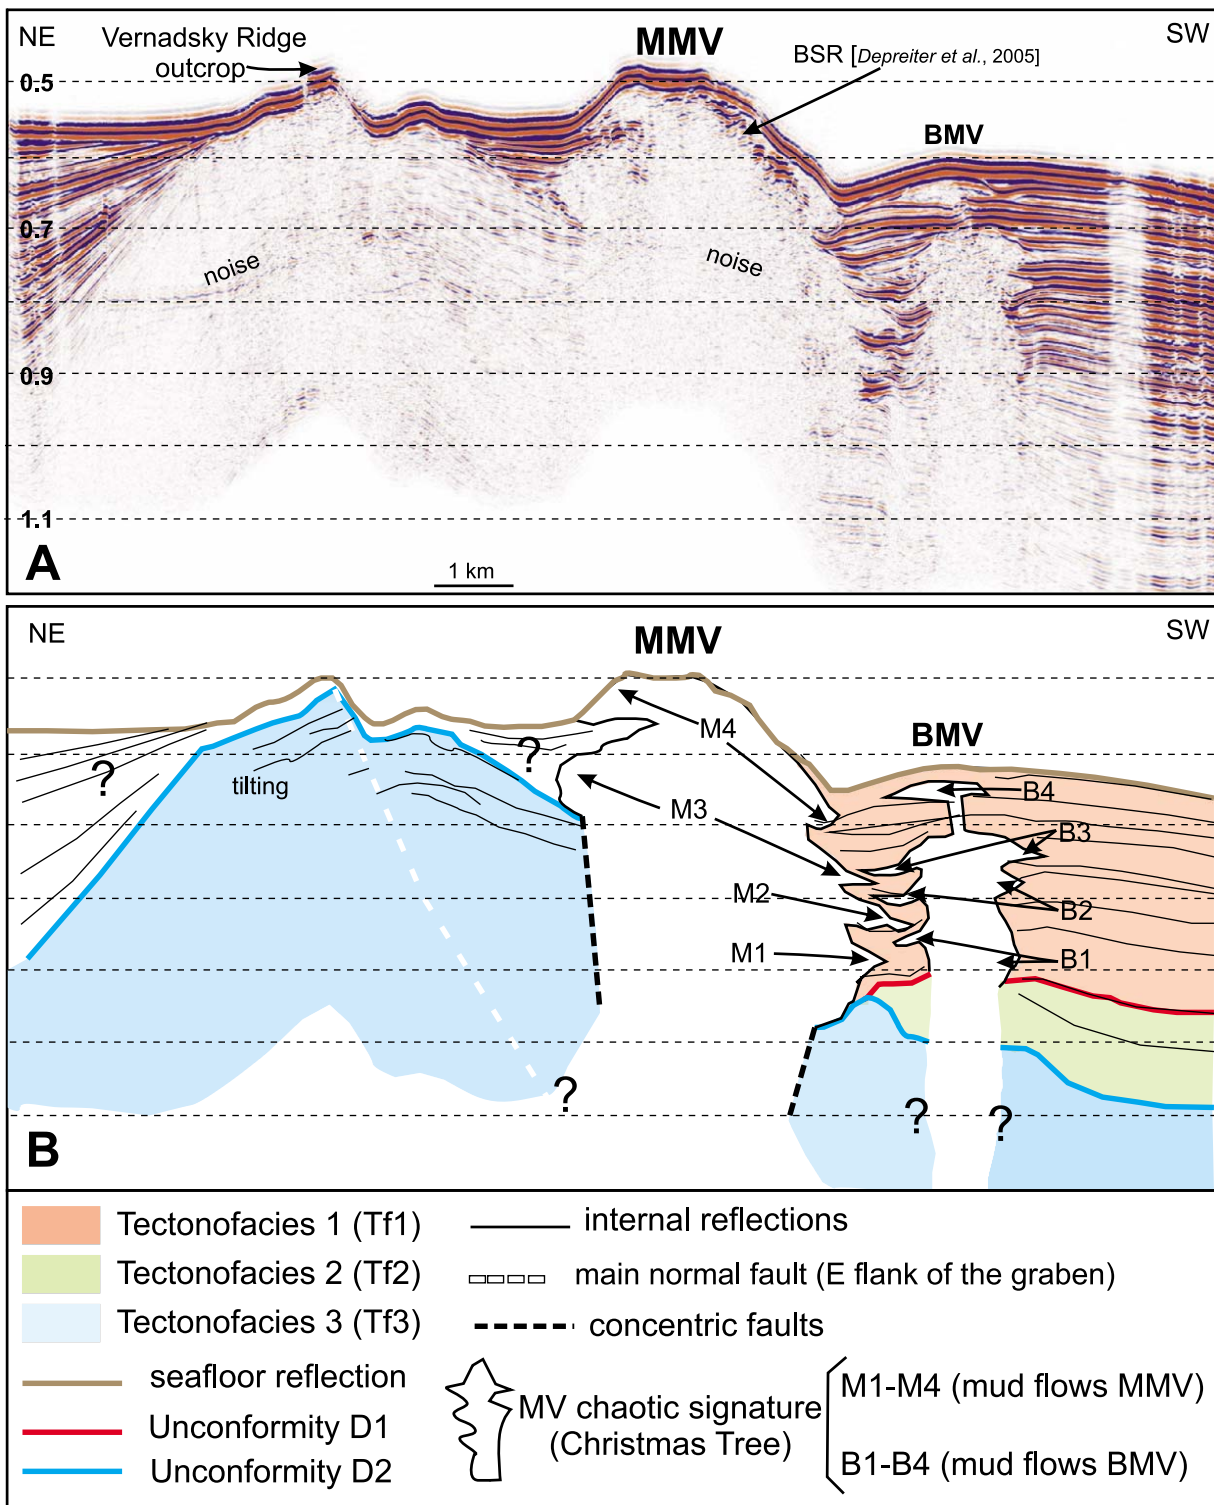 NE
Vernadsky Ridge
outcrop
MMV
SW
BSR [Depreiter et al., 2005]
0.5
BMV
0.7
noise
noise
0.9
1.1
A
1 km
NE
MMV
SW
M4
BMV
?
?
tilting
B4
M3
B3
M2
B2
M1
B1
?
?
?
B
Tectonofacies 1 (Tf1)
internal reflections
Tectonofacies 2 (Tf2)
main normal fault (E flank of the graben)
Tectonofacies 3 (Tf3)
concentric faults
seafloor reflection
MV chaotic signature
(Christmas Tree)
M1-M4 (mud flows MMV)
Unconformity D1
B1-B4 (mud flows BMV)
Unconformity D2